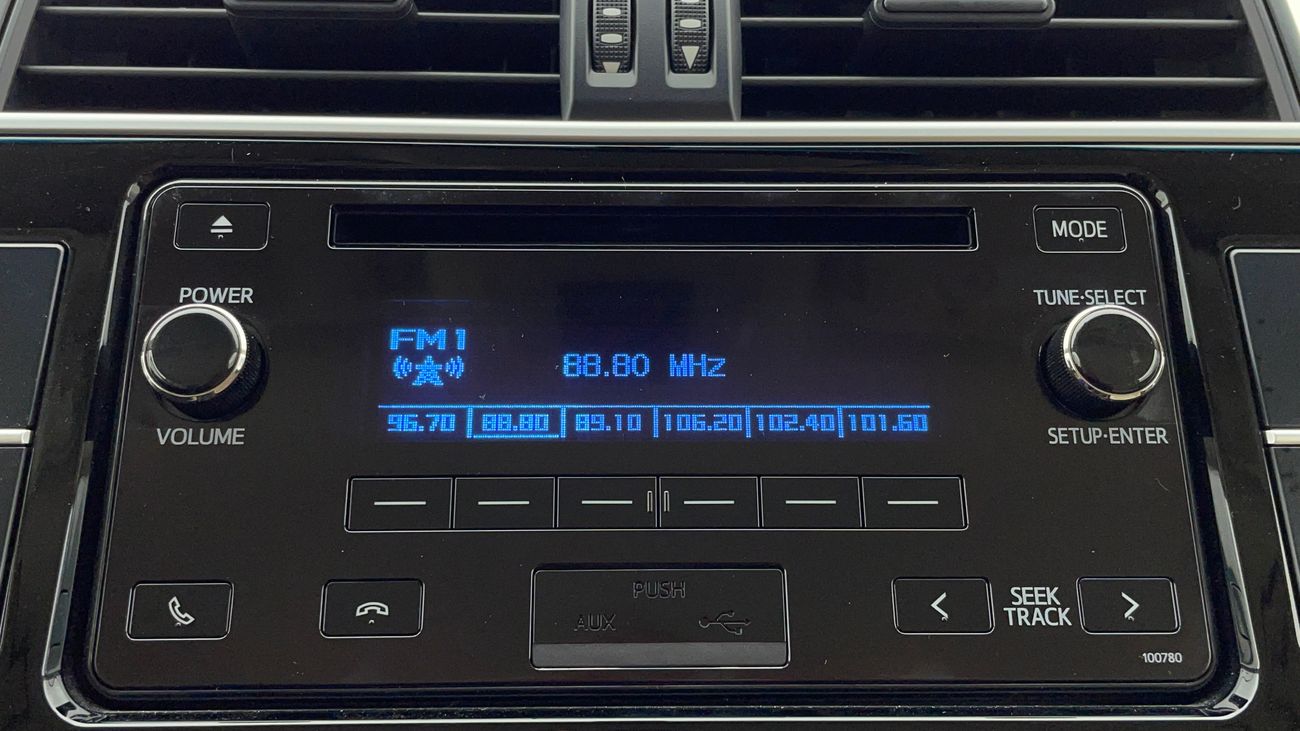 MODE
POWER
TUNE·SELECT
FM1
88.80 MHz
96.70 88.80 89.10 106.20 102.40 101.60
VOLUME
SETUP·ENTER
PUSH
AUX
SEEK
TRACK
100780